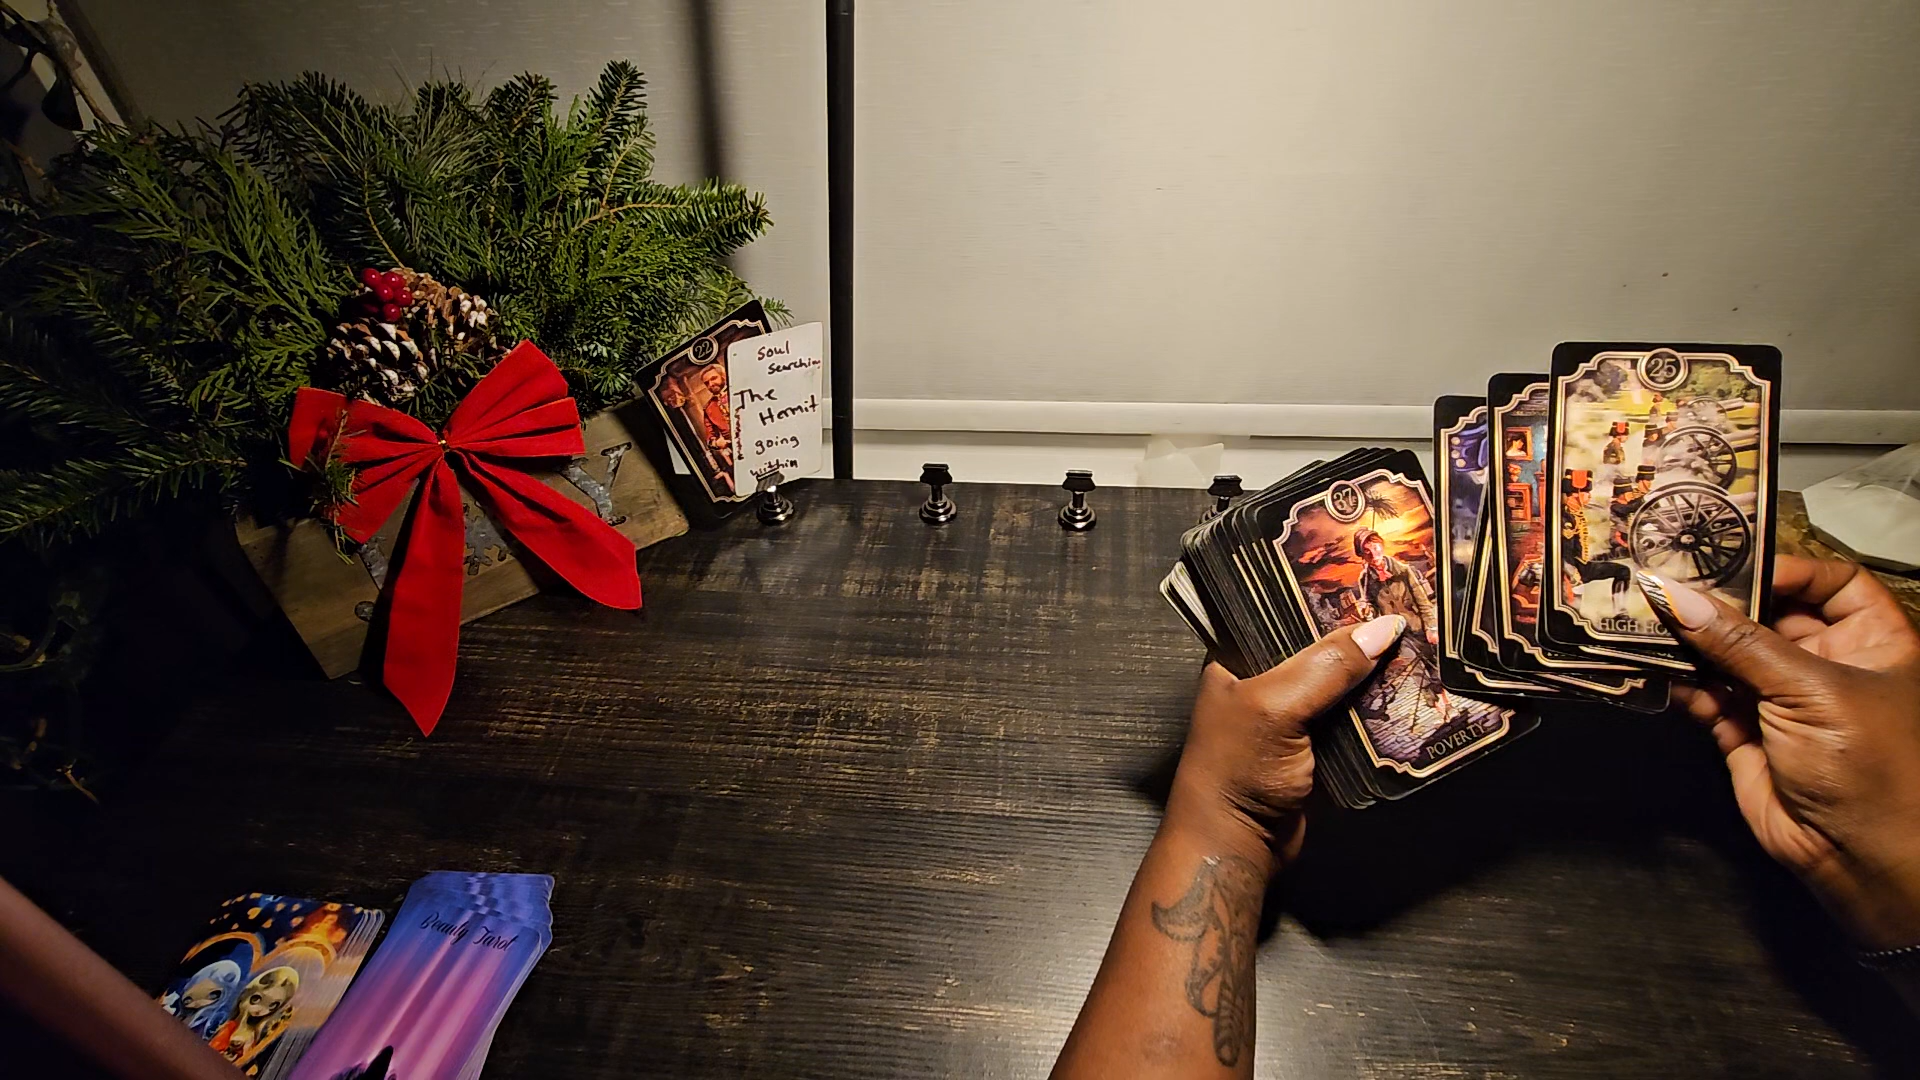 22
soul
searchin
The
Hermit
going
within
37
POVERTY
25
HIGH HO
Beauty Tarot